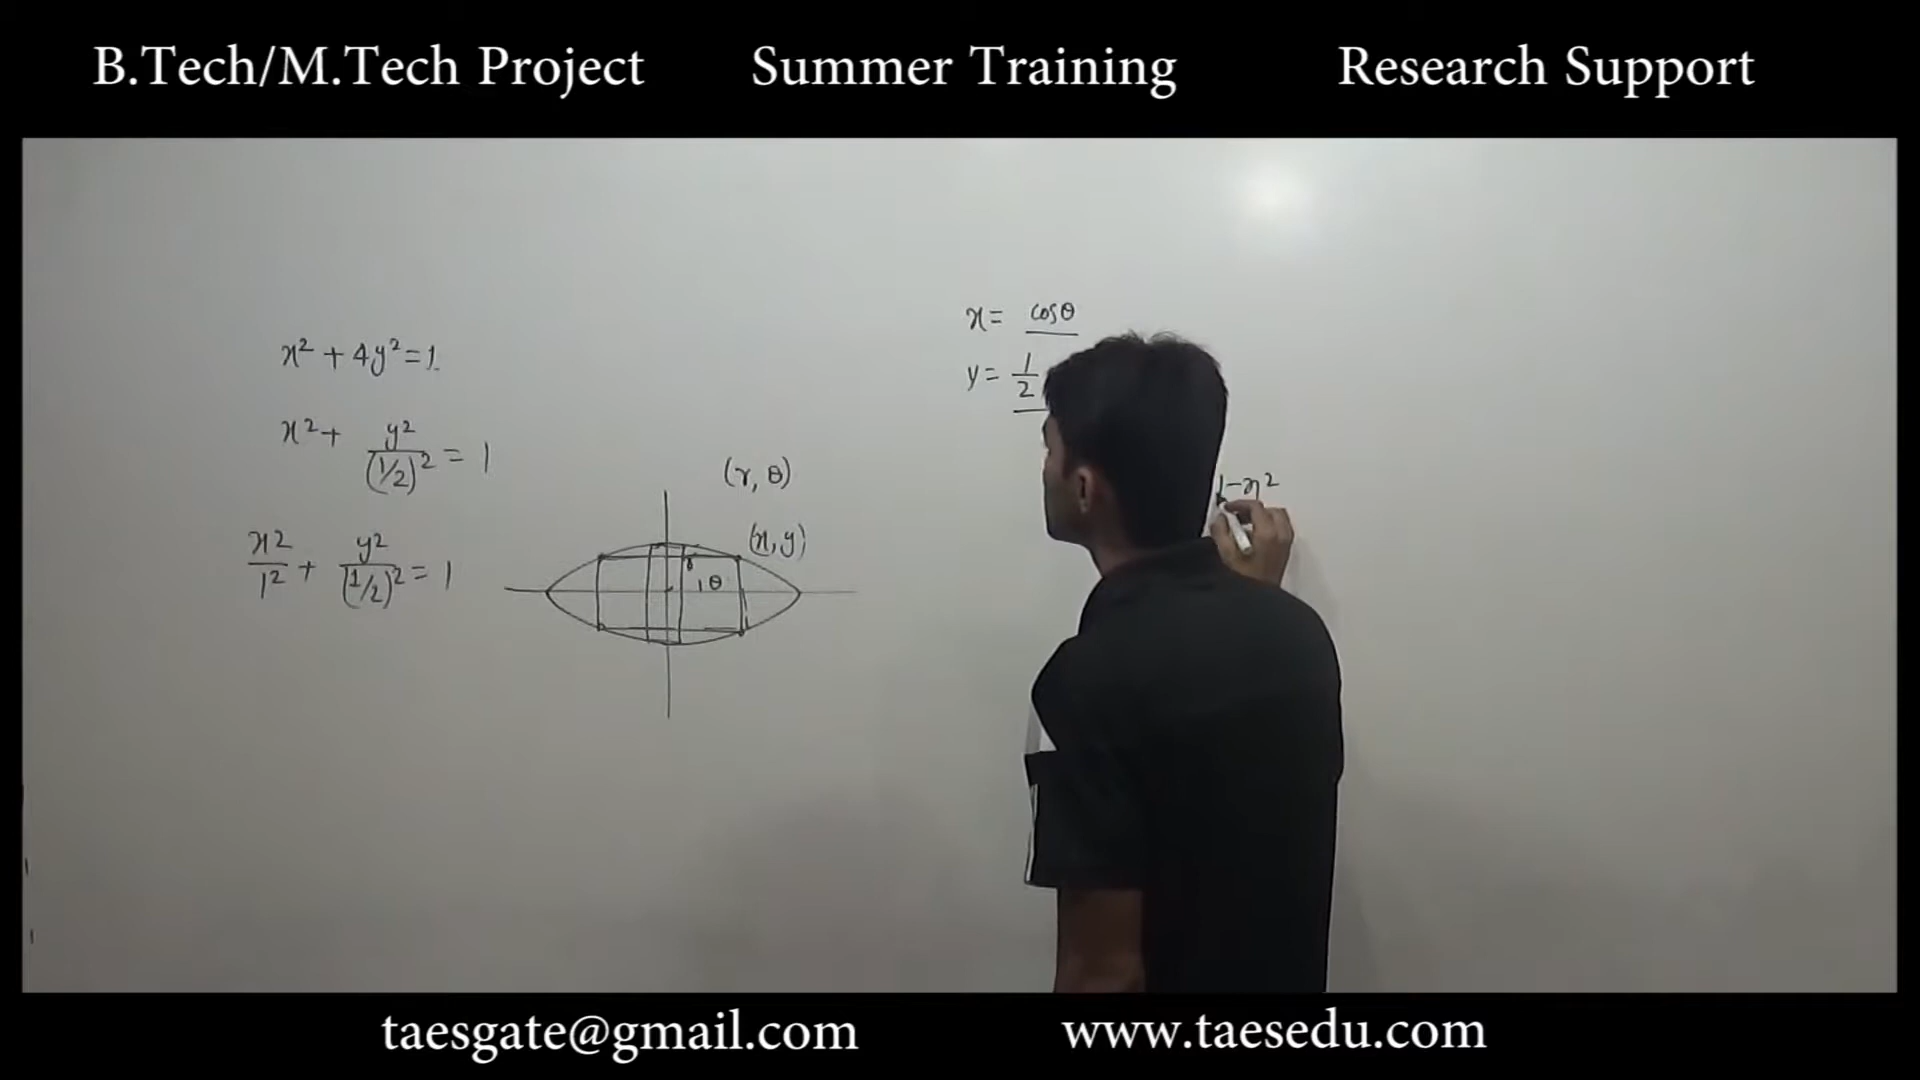 B.Tech/M.Tech Project Summer Training Research Support
x² + 4y² = 1.
x² + y²/(1/2)² = 1
x²/1² + y²/(1/2)² = 1
(r, θ)
(x, y)
θ
x = cosθ
y = 1/2
1-x²
taesgate@gmail.com www.taesedu.com